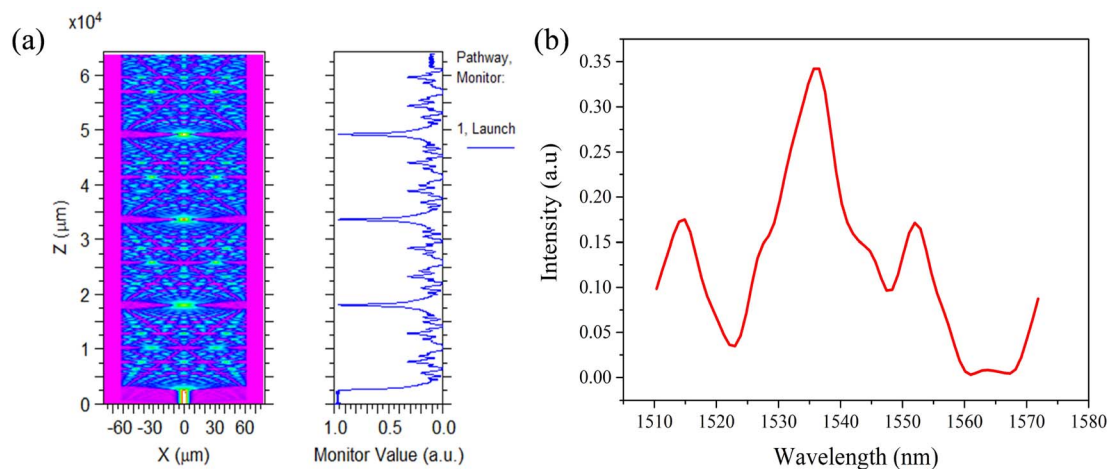 (a)
x10⁴
6
5
4
3
2
1
0
Z (μm)
-60 -30 0 30 60
X (μm)
Pathway,
Monitor:
1, Launch
1.0 0.5 0.0
Monitor Value (a.u.)
(b)
0.35
0.30
0.25
0.20
0.15
0.10
0.05
0.00
Intensity (a.u)
1510 1520 1530 1540 1550 1560 1570 1580
Wavelength (nm)